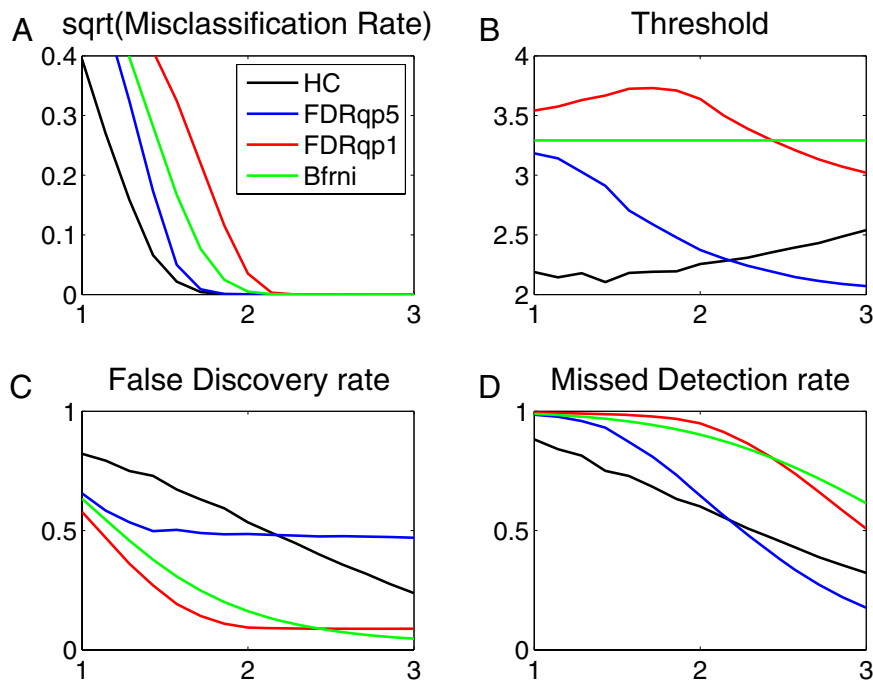 A sqrt(Misclassification Rate)
0.4
0.3
0.2
0.1
0
1 2 3
HC
FDRqp5
FDRqp1
Bfrni
B Threshold
4
3.5
3
2.5
2
1 2 3
C False Discovery rate
1
0.5
0
1 2 3
D Missed Detection rate
1
0.5
0
1 2 3